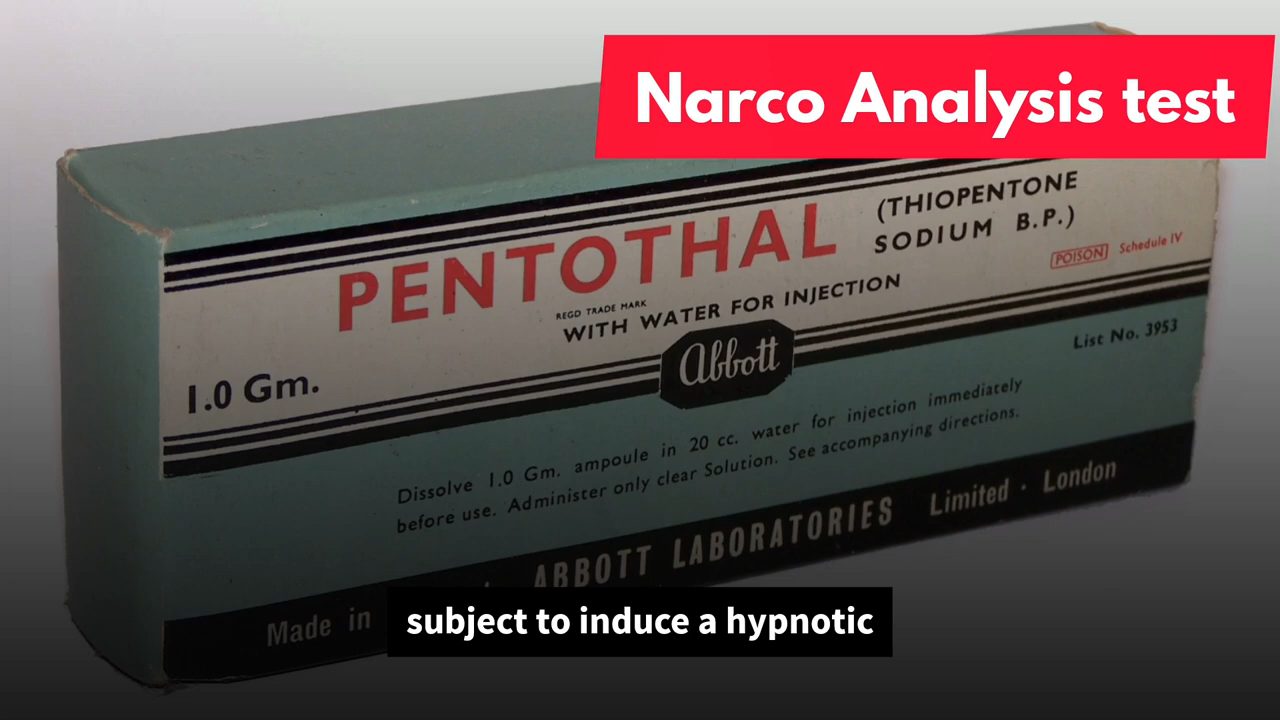 Narco Analysis test
PENTOTHAL
(THIOPENTONE
SODIUM B.P.)
POISON Schedule IV
REGD TRADE MARK
WITH WATER FOR INJECTION
1.0 Gm.
Abbott
List No. 3953
Dissolve 1.0 Gm. ampoule in 20 cc. water for injection immediately
before use. Administer only clear Solution. See accompanying directions.
Made in
ABBOTT LABORATORIES Limited · London
subject to induce a hypnotic